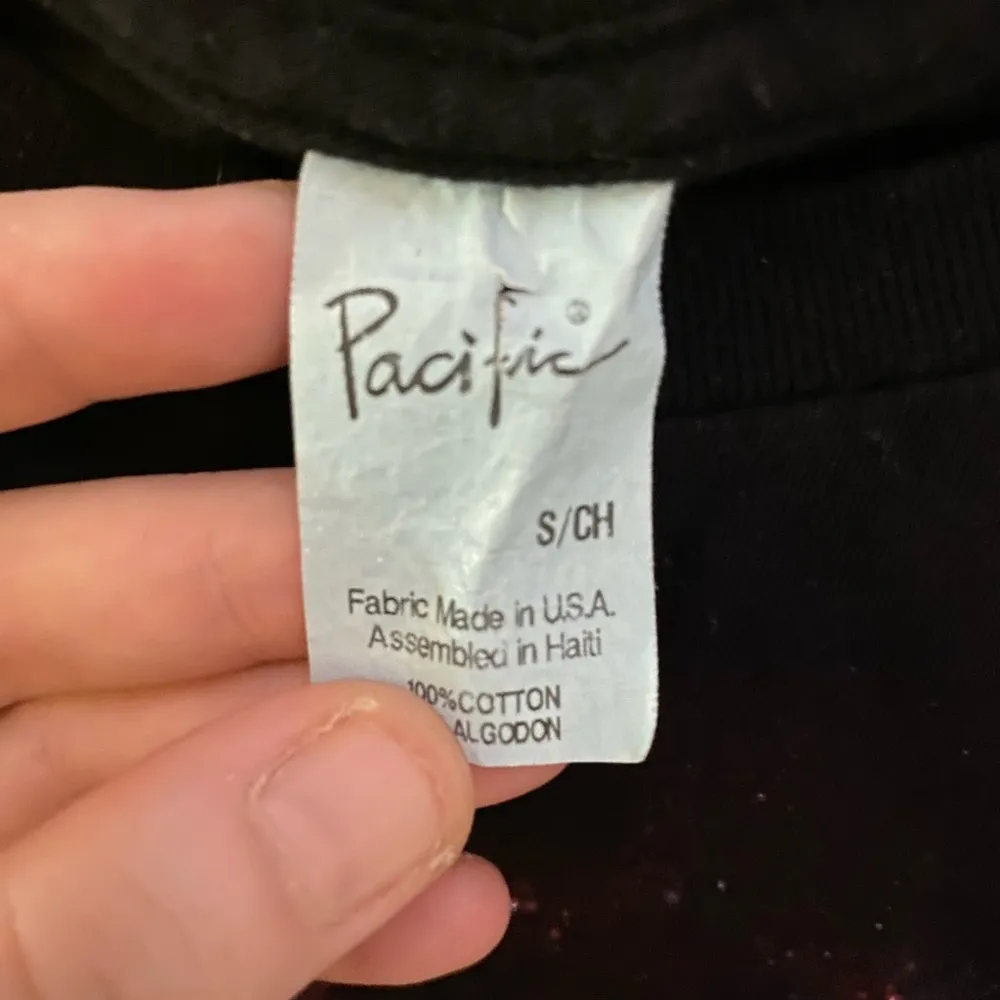 Pacific
S/CH
Fabric Made in U.S.A.
Assembled in Haiti
100% COTTON
ALGODON